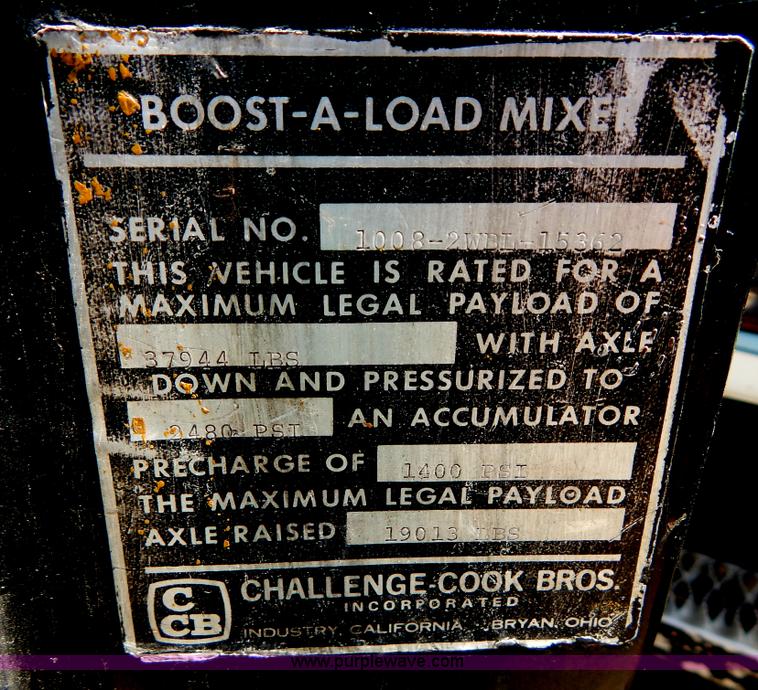 BOOST-A-LOAD MIXER
SERIAL NO. 1008-2WBL-15362
THIS VEHICLE IS RATED FOR A
MAXIMUM LEGAL PAYLOAD OF
37944 LBS WITH AXLE
DOWN AND PRESSURIZED TO
2480 PSI AN ACCUMULATOR
PRECHARGE OF 1400 PSI
THE MAXIMUM LEGAL PAYLOAD
AXLE RAISED 19013 LBS
C CB
CHALLENGE-COOK BROS.
INCORPORATED
INDUSTRY, CALIFORNIA BRYAN, OHIO
www.purplewave.com